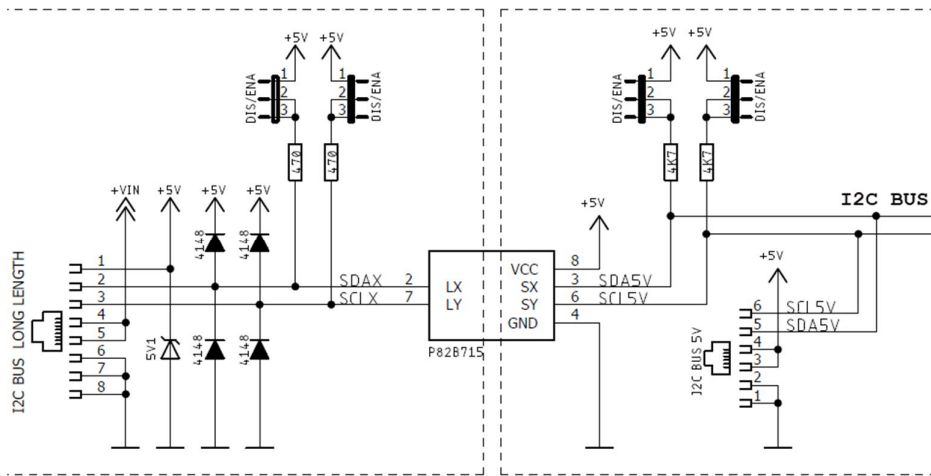 +5V +5V
1 1
2 2
3 3
DIS/ENA DIS/ENA
470 470
+VIN +5V +5V +5V
4148 4148
I2C BUS LONG LENGTH
1
2
3
4
5
6
7
8
SDAX 2
SCLX 7
5V1 4148 4148
LX
LY
VCC
SX
SY
GND
P82B715
8
3 SDA5V
6 SCL5V
4
+5V
+5V +5V
1 1
2 2
3 3
DIS/ENA DIS/ENA
4K7 4K7
I2C BUS
+5V
6 SCL5V
5 SDA5V
4
3
2
1
I2C BUS 5V